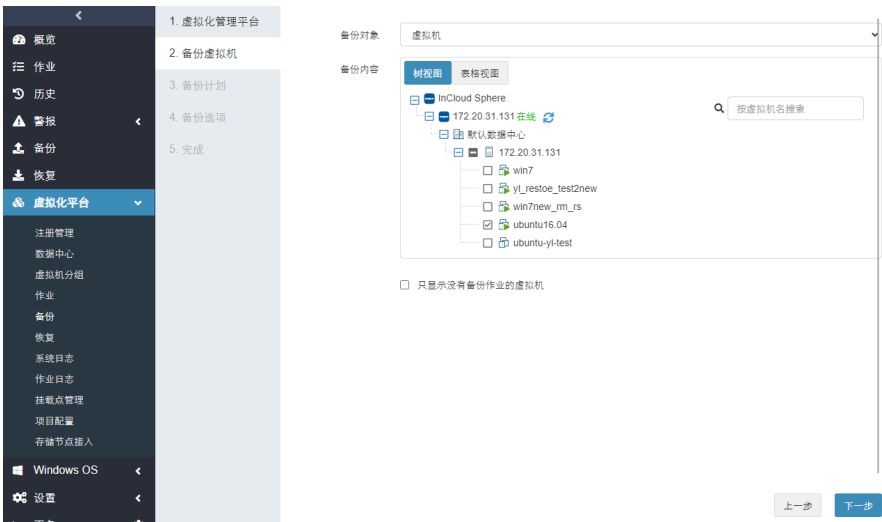 概览
作业
历史
警报
备份
恢复
虚拟化平台
注册管理
数据中心
虚拟机分组
作业
备份
恢复
系统日志
作业日志
挂载点管理
项目配置
存储节点接入
Windows OS
设置
1. 虚拟化管理平台
2. 备份虚拟机
3. 备份计划
4. 备份选项
5. 完成
备份对象
虚拟机
备份内容
树视图 表格视图
InCloud Sphere
按虚拟机名搜索
172.20.31.131 在线
默认数据中心
172.20.31.131
win7
yl_restoe_test2new
win7new_rm_rs
ubuntu16.04
ubuntu-yl-test
只显示没有备份作业的虚拟机
上一步 下一步